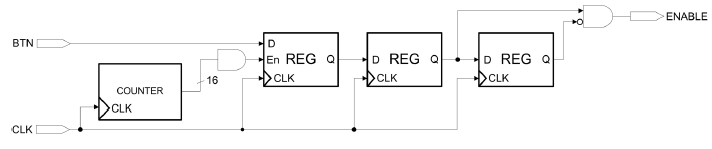 ENABLE
BTN
D
En REG Q
CLK
D REG Q
CLK
D REG Q
CLK
16
COUNTER
CLK
CLK